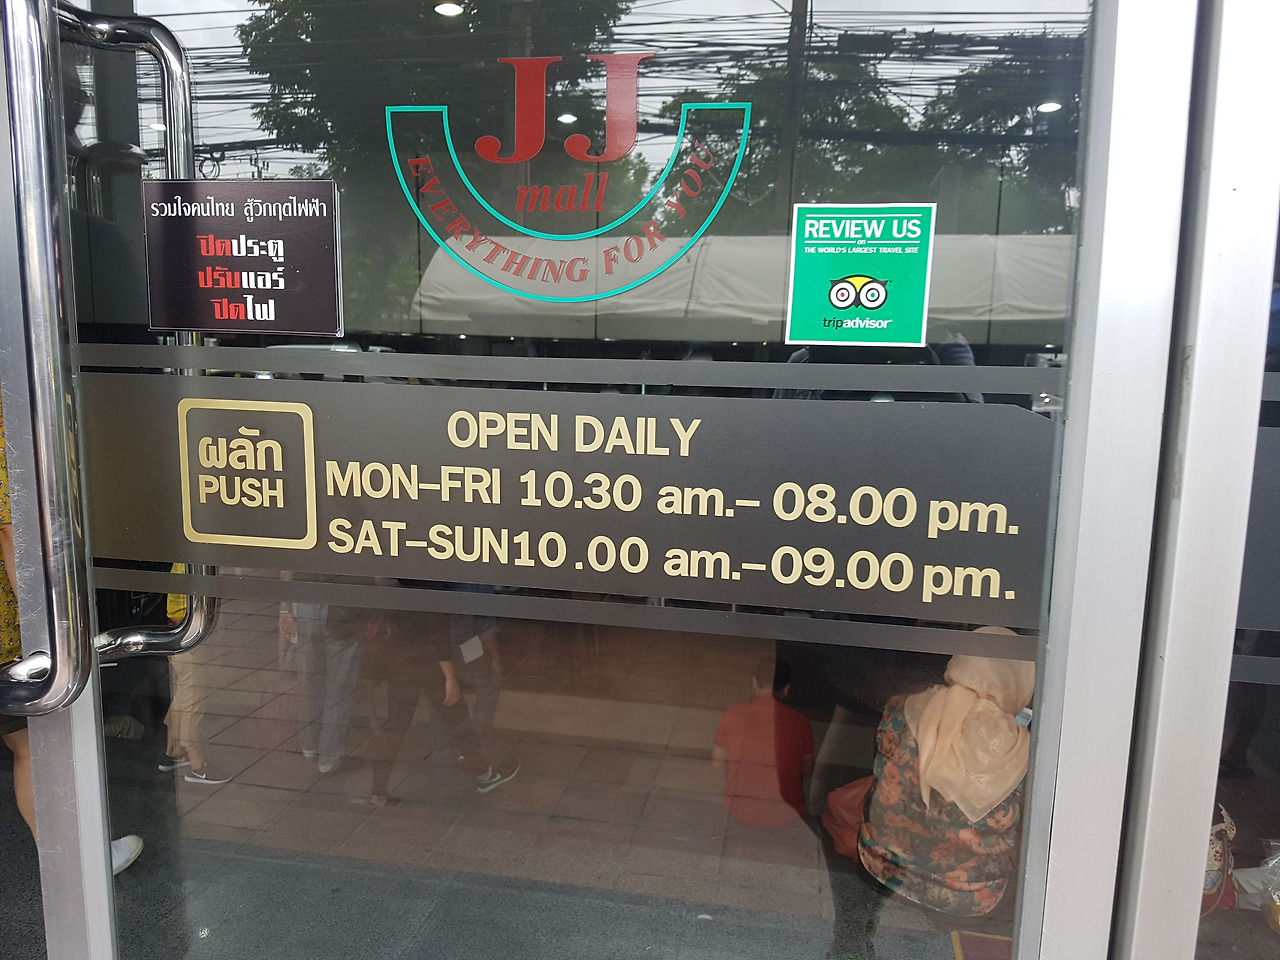 JJ
mall
EVERYTHING FOR YOU
รวมใจคนไทย สู้วิกฤตไฟฟ้า
ปิดประตู
ปรับแอร์
ปิดไฟ
REVIEW US
on
THE WORLD'S LARGEST TRAVEL SITE
tripadvisor
ผลัก
PUSH
OPEN DAILY
MON-FRI 10.30 am.- 08.00 pm.
SAT-SUN10.00 am.-09.00 pm.